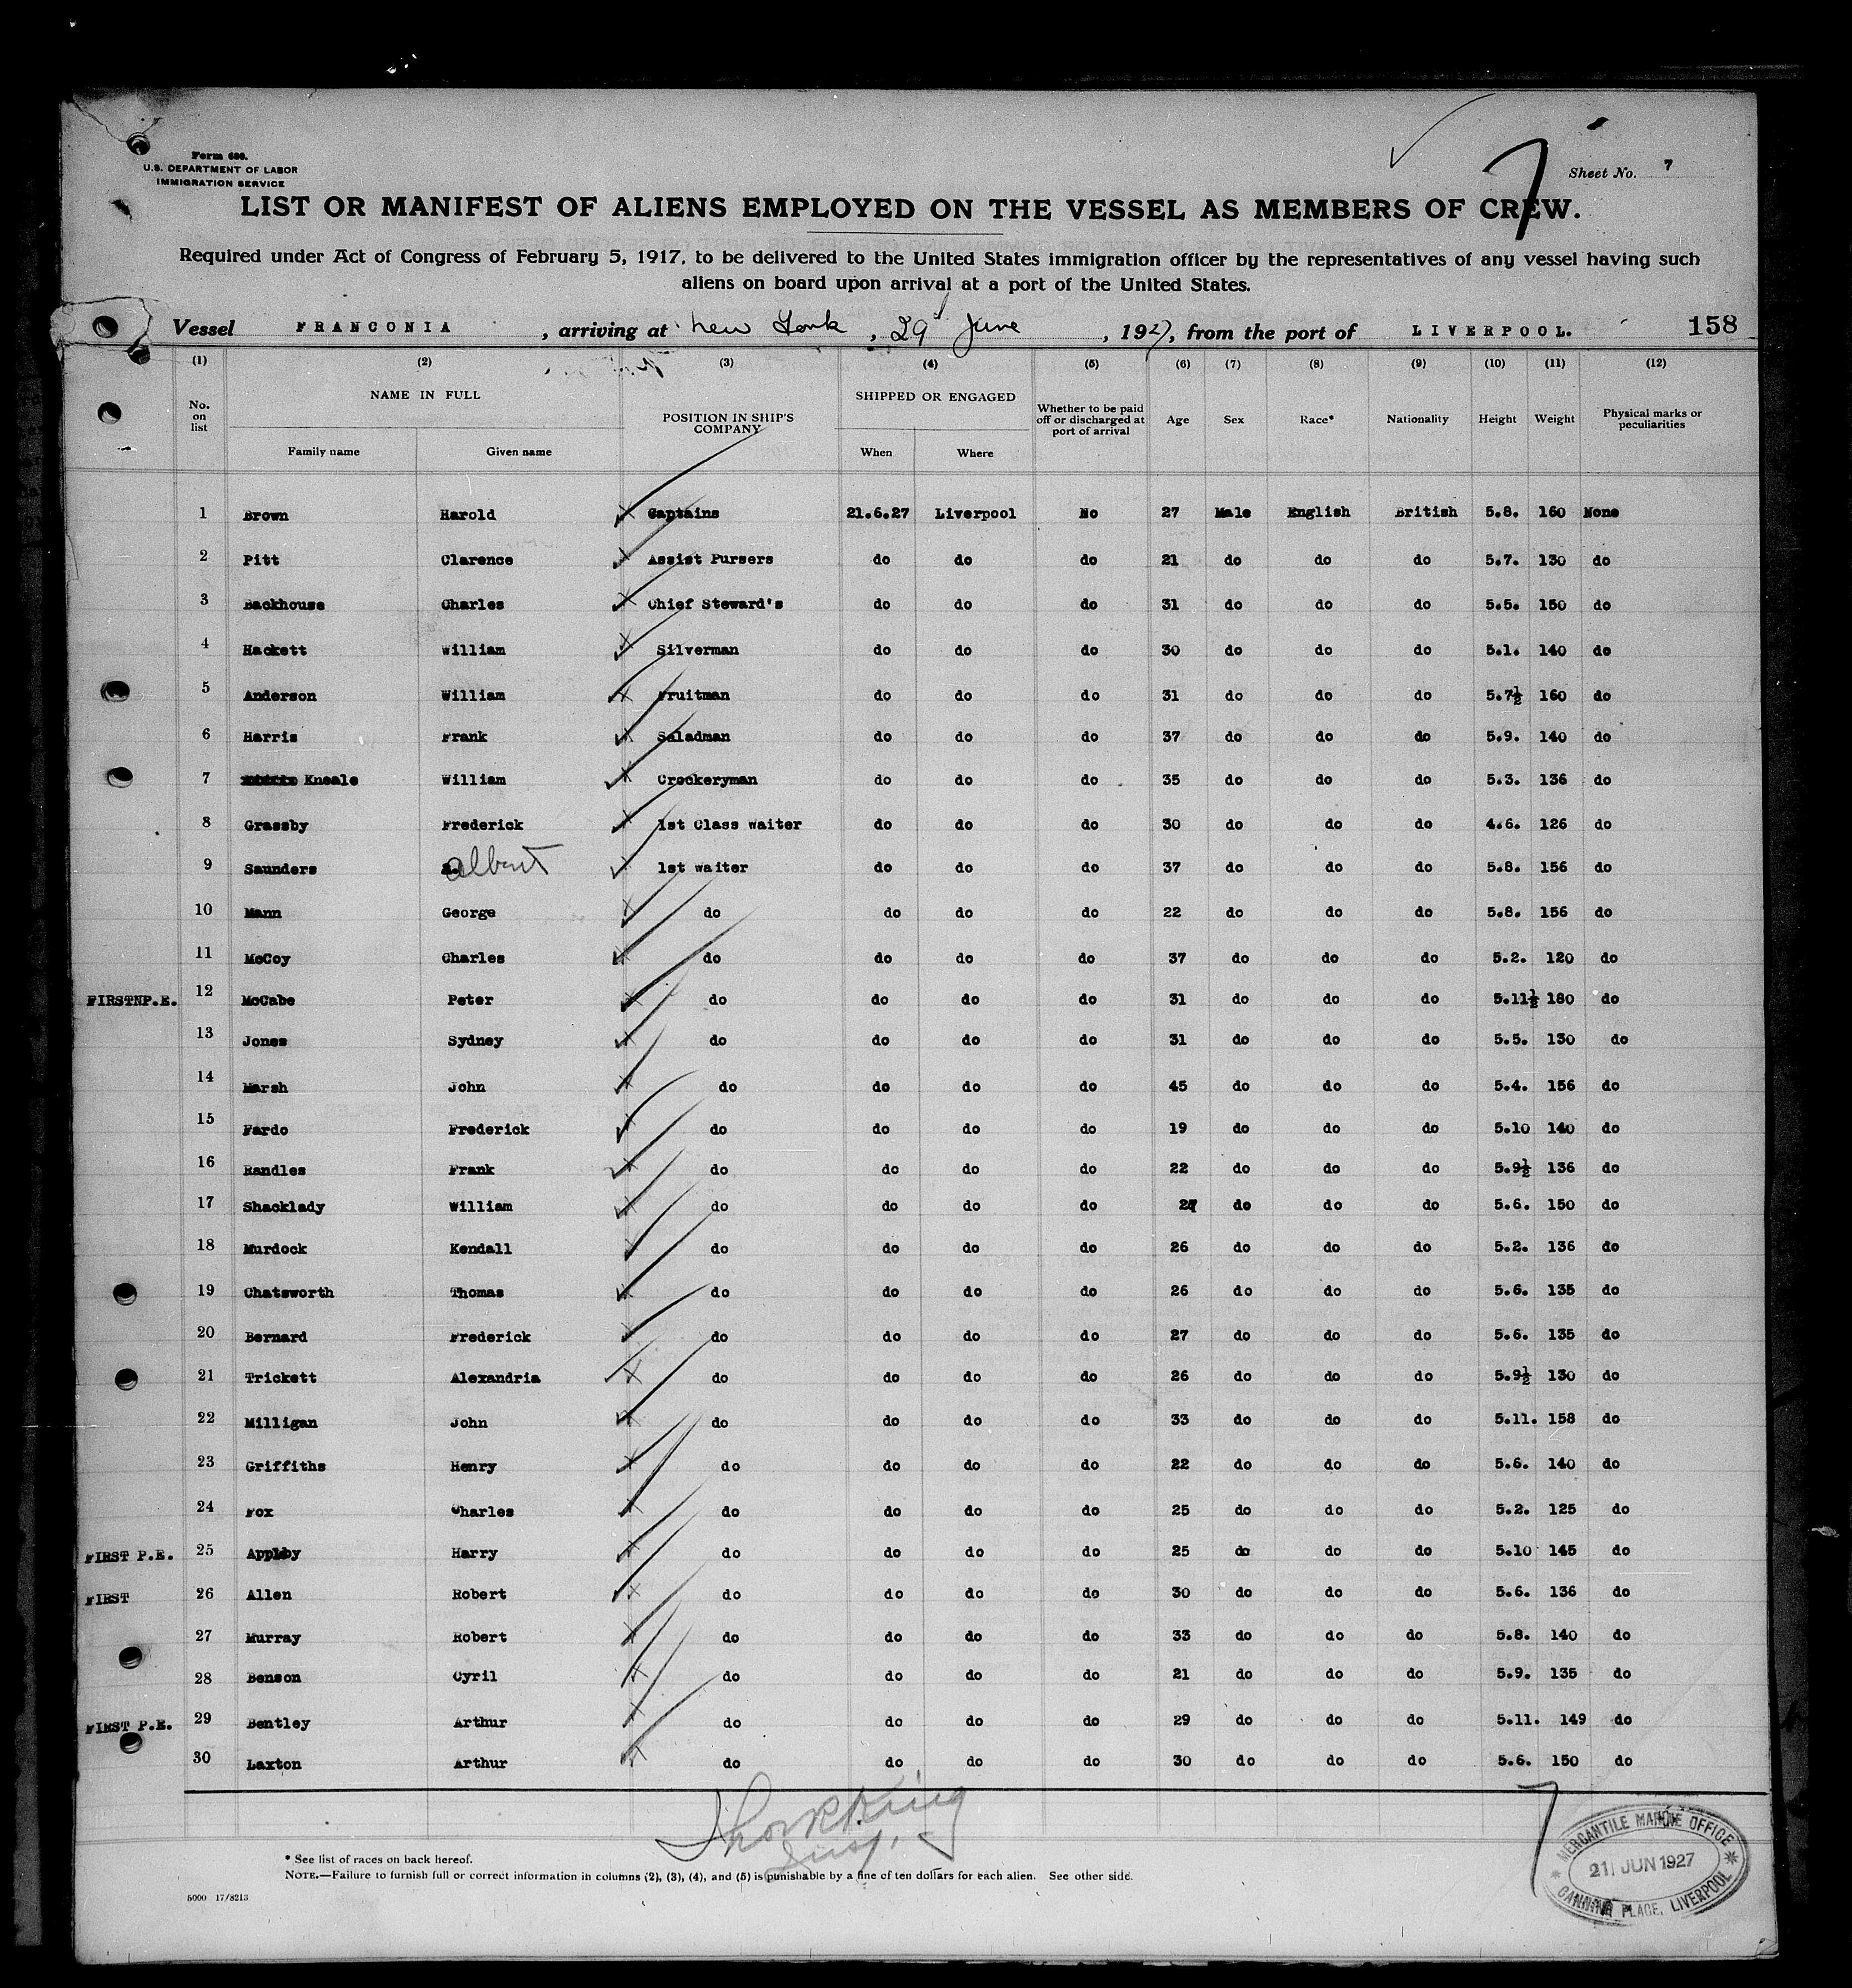 Form 686.
U.S. DEPARTMENT OF LABOR
IMMIGRATION SERVICE
Sheet No. 7
7
LIST OR MANIFEST OF ALIENS EMPLOYED ON THE VESSEL AS MEMBERS OF CREW.
Required under Act of Congress of February 5, 1917, to be delivered to the United States immigration officer by the representatives of any vessel having such
aliens on board upon arrival at a port of the United States.
Vessel FRANCONIA, arriving at New York, 29 June, 1927, from the port of LIVERPOOL. 158
(1) (2) (3) (4) (5) (6) (7) (8) (9) (10) (11) (12)
No. on list NAME IN FULL Family name Given name POSITION IN SHIP'S COMPANY SHIPPED OR ENGAGED When Where Whether to be paid off or discharged at port of arrival Age Sex Race* Nationality Height Weight Physical marks or peculiarities
1 Brown Harold Captains 21.6.27 Liverpool No 27 Male English British 5.8. 160 None
2 Pitt Clarence Assist Pursers do do do 21 do do do 5.7. 130 do
3 Backhouse Charles Chief Steward's do do do 31 do do do 5.5. 150 do
4 Hackett William Silverman do do do 30 do do do 5.1. 140 do
5 Anderson William Fruitman do do do 31 do do do 5.7½ 160 do
6 Harris Frank Saladman do do do 37 do do do 5.9. 140 do
7 Kneale William Crockeryman do do do 35 do do do 5.3. 136 do
8 Grassby Frederick 1st Class waiter do do do 30 do do do 4.6. 126 do
9 Saunders Albert 1st waiter do do do 37 do do do 5.8. 156 do
10 Mann George do do do do 22 do do do 5.8. 156 do
11 McCoy Charles do do do do 37 do do do 5.2. 120 do
FIRSTNP.E. 12 McCabe Peter do do do do 31 do do do 5.11½ 180 do
13 Jones Sydney do do do do 31 do do do 5.5. 130 do
14 Marsh John do do do do 45 do do do 5.4. 156 do
15 Fardo Frederick do do do do 19 do do do 5.10 140 do
16 Randles Frank do do do do 22 do do do 5.9½ 136 do
17 Shacklady William do do do do 27 do do do 5.6. 150 do
18 Murdock Kendall do do do do 26 do do do 5.2. 136 do
19 Chatsworth Thomas do do do do 26 do do do 5.6. 135 do
20 Bernard Frederick do do do do 27 do do do 5.6. 135 do
21 Trickett Alexandria do do do do 26 do do do 5.9½ 130 do
22 Milligan John do do do do 33 do do do 5.11. 158 do
23 Griffiths Henry do do do do 22 do do do 5.6. 140 do
24 Fox Charles do do do do 25 do do do 5.2. 125 do
FIRST P.E. 25 Appleby Harry do do do do 25 do do do 5.10 145 do
FIRST 26 Allen Robert do do do do 30 do do do 5.6. 136 do
27 Murray Robert do do do do 33 do do do 5.8. 140 do
28 Benson Cyril do do do do 21 do do do 5.9. 135 do
FIRST P.E. 29 Bentley Arthur do do do do 29 do do do 5.11. 149 do
30 Laxton Arthur do do do do 30 do do do 5.6. 150 do
* See list of races on back hereof.
NOTE.—Failure to furnish full or correct information in columns (2), (3), (4), and (5) is punishable by a fine of ten dollars for each alien. See other side.
5000 17/8213
MERCANTILE MARINE OFFICE
21 JUN 1927
CANNING PLACE, LIVERPOOL